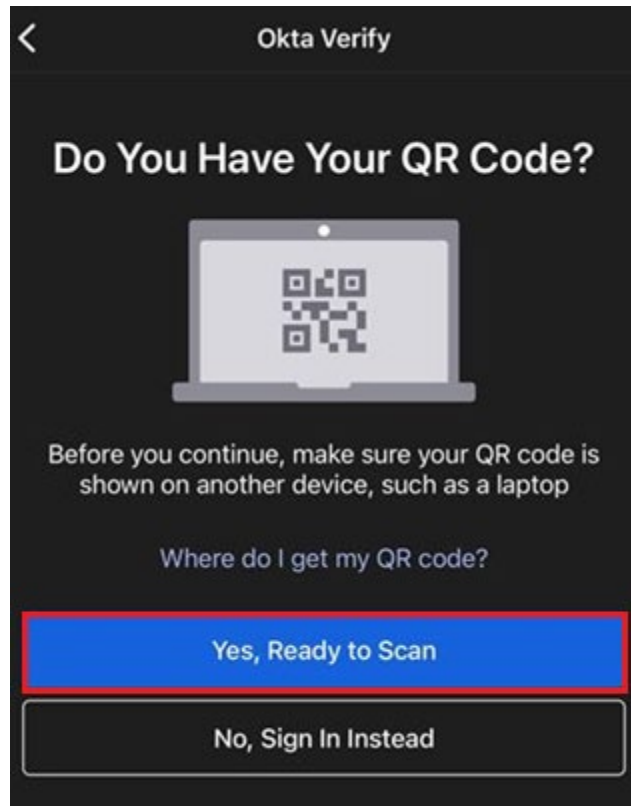 Okta Verify
Do You Have Your QR Code?
Before you continue, make sure your QR code is
shown on another device, such as a laptop
Where do I get my QR code?
Yes, Ready to Scan
No, Sign In Instead